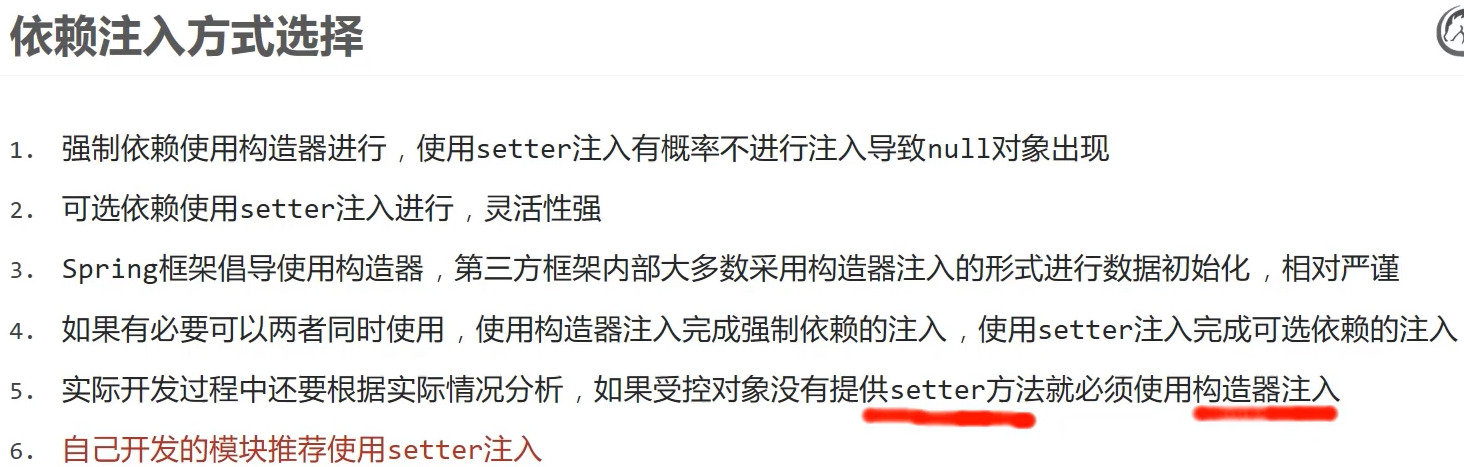 依赖注入方式选择
1. 强制依赖使用构造器进行，使用setter注入有概率不进行注入导致null对象出现
2. 可选依赖使用setter注入进行，灵活性强
3. Spring框架倡导使用构造器，第三方框架内部大多数采用构造器注入的形式进行数据初始化，相对严谨
4. 如果有必要可以两者同时使用，使用构造器注入完成强制依赖的注入，使用setter注入完成可选依赖的注入
5. 实际开发过程中还要根据实际情况分析，如果受控对象没有提供setter方法就必须使用构造器注入
6. 自己开发的模块推荐使用setter注入